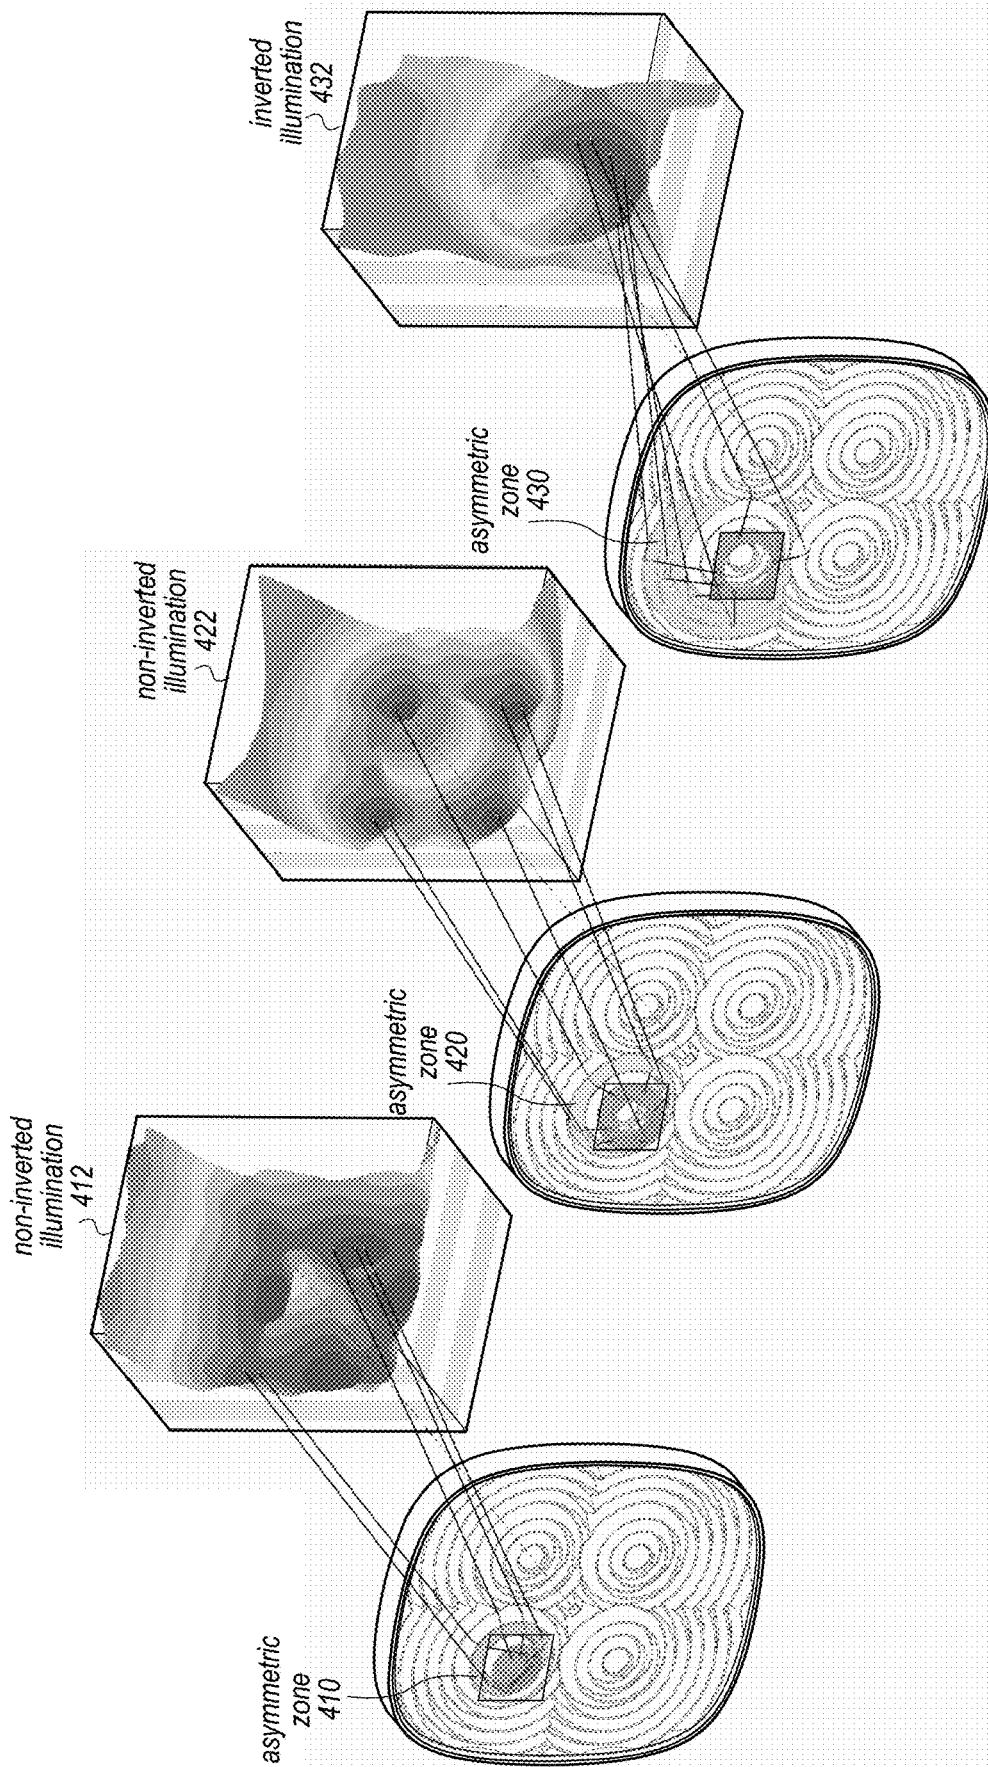 asymmetric
zone
410
non-inverted
illumination
412
asymmetric
zone
420
non-inverted
illumination
422
asymmetric
zone
430
inverted
illumination
432